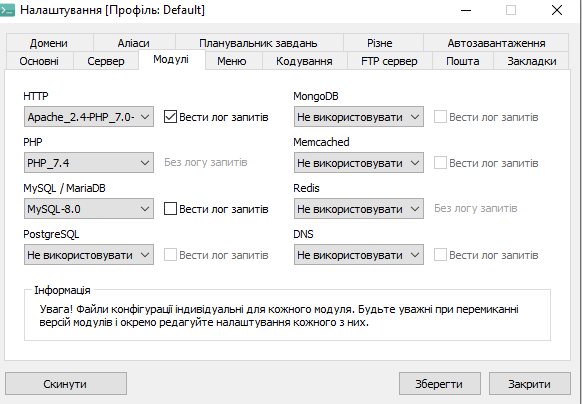 Налаштування [Профіль: Default]
Домени Аліаси Планувальник завдань Різне Автозавантаження
Основні Сервер Модулі Меню Кодування FTP сервер Пошта Закладки
HTTP MongoDB
Apache_2.4-PHP_7.0- Вести лог запитів Не використовувати Вести лог запитів
PHP Memcached
PHP_7.4 Без логу запитів Не використовувати Вести лог запитів
MySQL / MariaDB Redis
MySQL-8.0 Вести лог запитів Не використовувати Без логу запитів
PostgreSQL DNS
Не використовувати Вести лог запитів Не використовувати Вести лог запитів
Інформація
Увага! Файли конфігурації індивідуальні для кожного модуля. Будьте уважні при перемиканні
версій модулів і окремо редагуйте налаштування кожного з них.
Скинути Зберегти Закрити